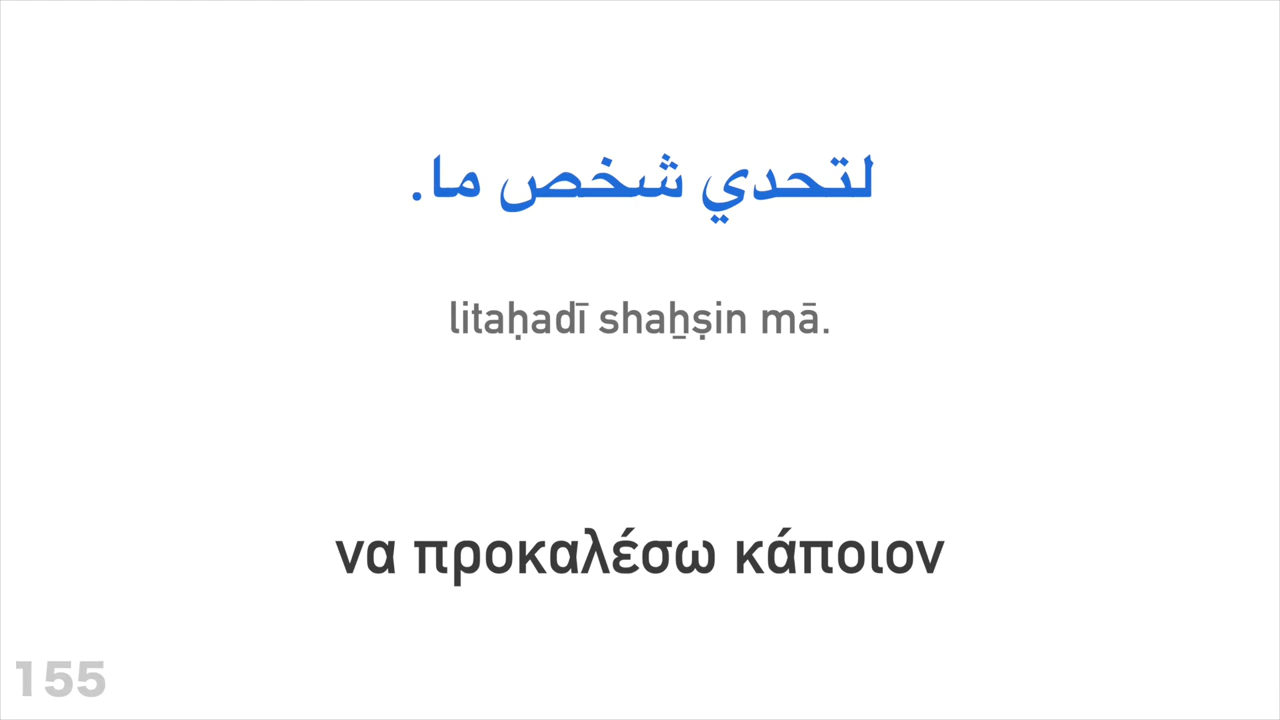 لتحدي شخص ما.
litaḥadī shaẖṣin mā.
να προκαλέσω κάποιον
155